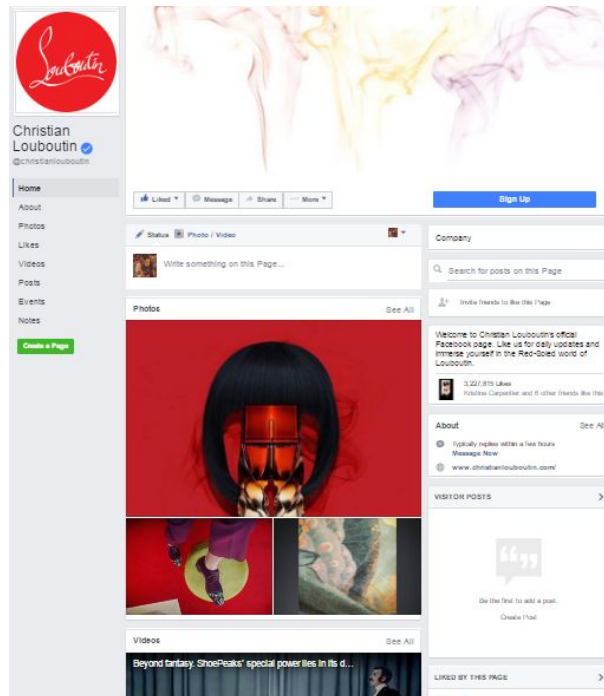 Louboutin
Christian
Louboutin
@christianlouboutin
Home
About
Photos
Likes
Videos
Posts
Events
Notes
Create a Page
Liked
Message
Share
More
Sign Up
Status
Photo / Video
Write something on this Page...
Photos
See All
Videos
See All
Beyond fantasy. ShoePeaks' special power lies in its d...
Company
Search for posts on this Page
Invite friends to like this Page
Welcome to Christian Louboutin's official
Facebook page. Like us for daily updates and
immerse yourself in the Red-Soled world of
Louboutin.
3,227,815 Likes
Kristine Carpentier and 6 other friends like this
About
See All
Typically replies within a few hours
Message Now
www.christianlouboutin.com/
VISITOR POSTS
Be the first to add a post.
Create Post
LIKED BY THIS PAGE